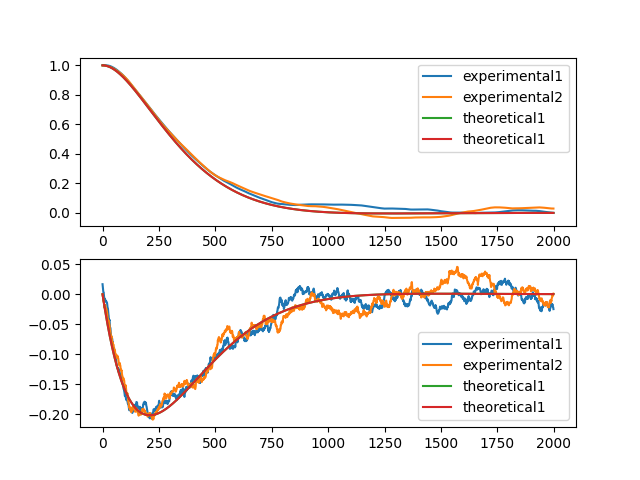 1.0
0.8
0.6
0.4
0.2
0.0
experimental1
experimental2
theoretical1
theoretical1
0 250 500 750 1000 1250 1500 1750 2000
0.05
0.00
−0.05
−0.10
−0.15
−0.20
experimental1
experimental2
theoretical1
theoretical1
0 250 500 750 1000 1250 1500 1750 2000